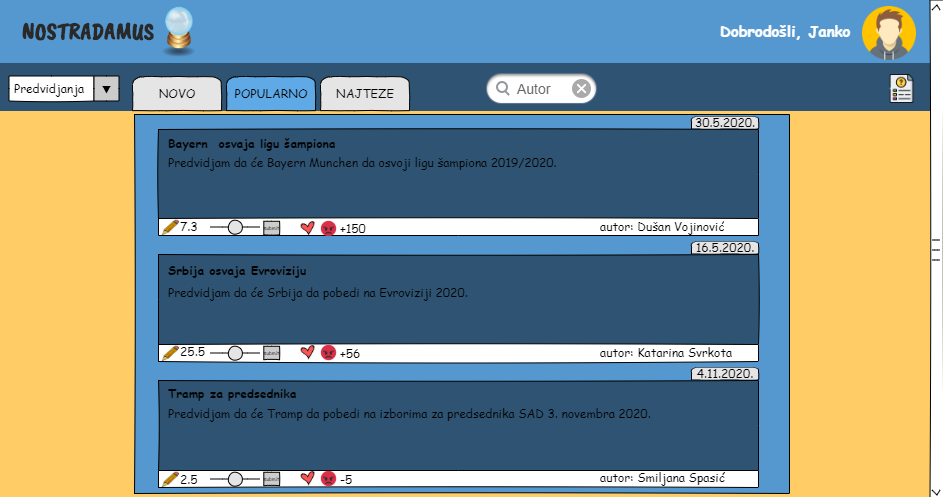 NOSTRADAMUS
Dobrodošli, Janko
Predvidjanja
NOVO
POPULARNO
NAJTEZE
Autor
30.5.2020.
Bayern osvaja ligu šampiona
Predvidjam da će Bayern Munchen da osvoji ligu šampiona 2019/2020.
7.3 submit +150 autor: Dušan Vojinović
16.5.2020.
Srbija osvaja Evroviziju
Predvidjam da će Srbija da pobedi na Evroviziji 2020.
25.5 submit +56 autor: Katarina Svrkota
4.11.2020.
Tramp za predsednika
Predvidjam da će Tramp da pobedi na izborima za predsednika SAD 3. novembra 2020.
2.5 submit -5 autor: Smiljana Spasić